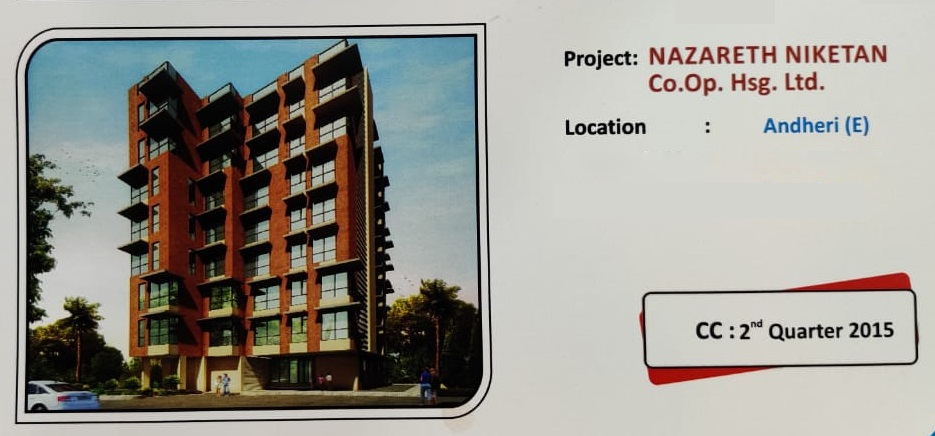 Project: NAZARETH NIKETAN
Co.Op. Hsg. Ltd.
Location : Andheri (E)
CC : 2nd Quarter 2015